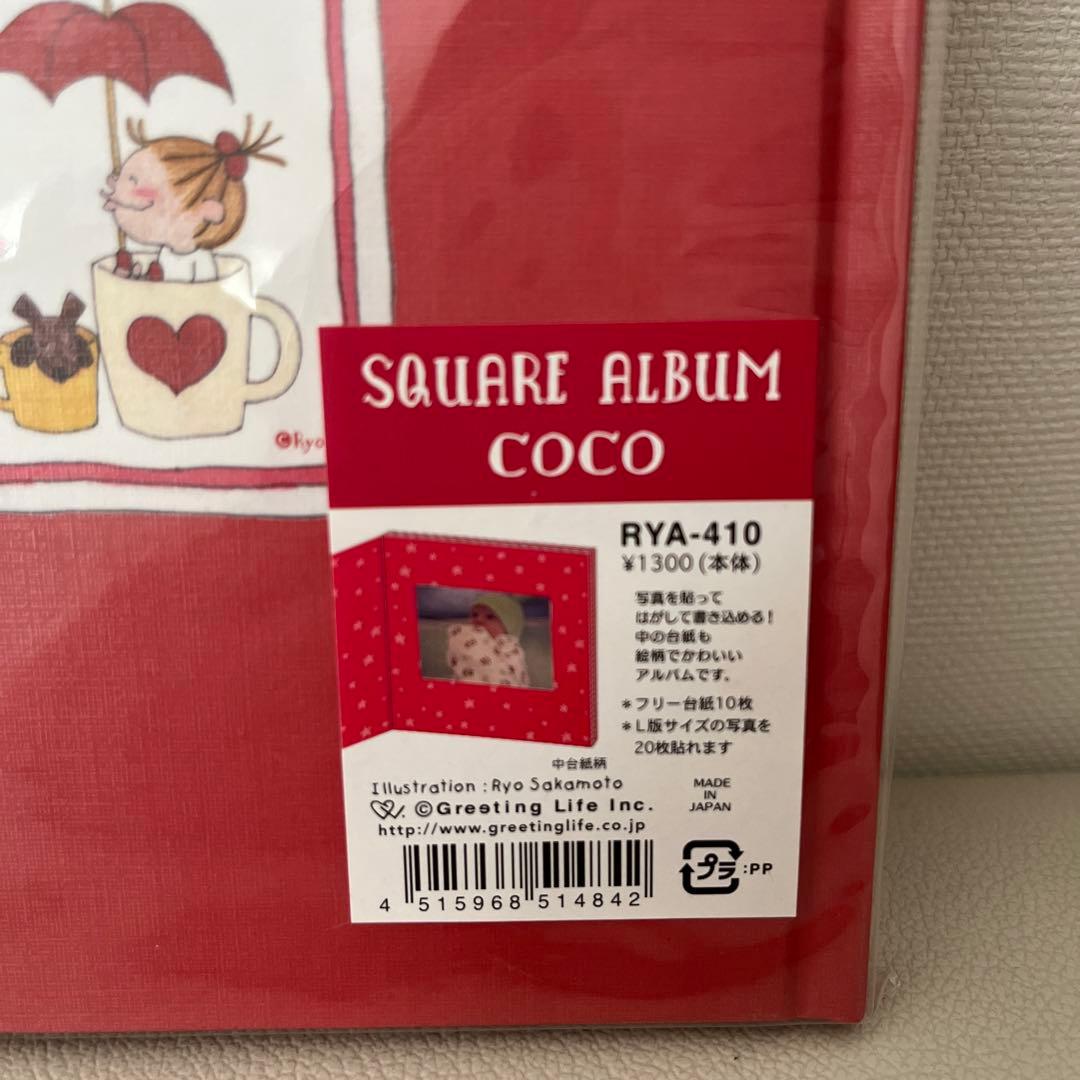 ©Ryo
SQUARE ALBUM
COCO
RYA-410
¥1300(本体)
写真を貼って
はがして書き込める!
中の台紙も
絵柄でかわいい
アルバムです。
*フリー台紙10枚
*L版サイズの写真を
20枚貼れます
中台紙柄
Illustration : Ryo Sakamoto
©Greeting Life Inc.
http://www.greetinglife.co.jp
MADE
IN
JAPAN
プラ:PP
4 515968 514842